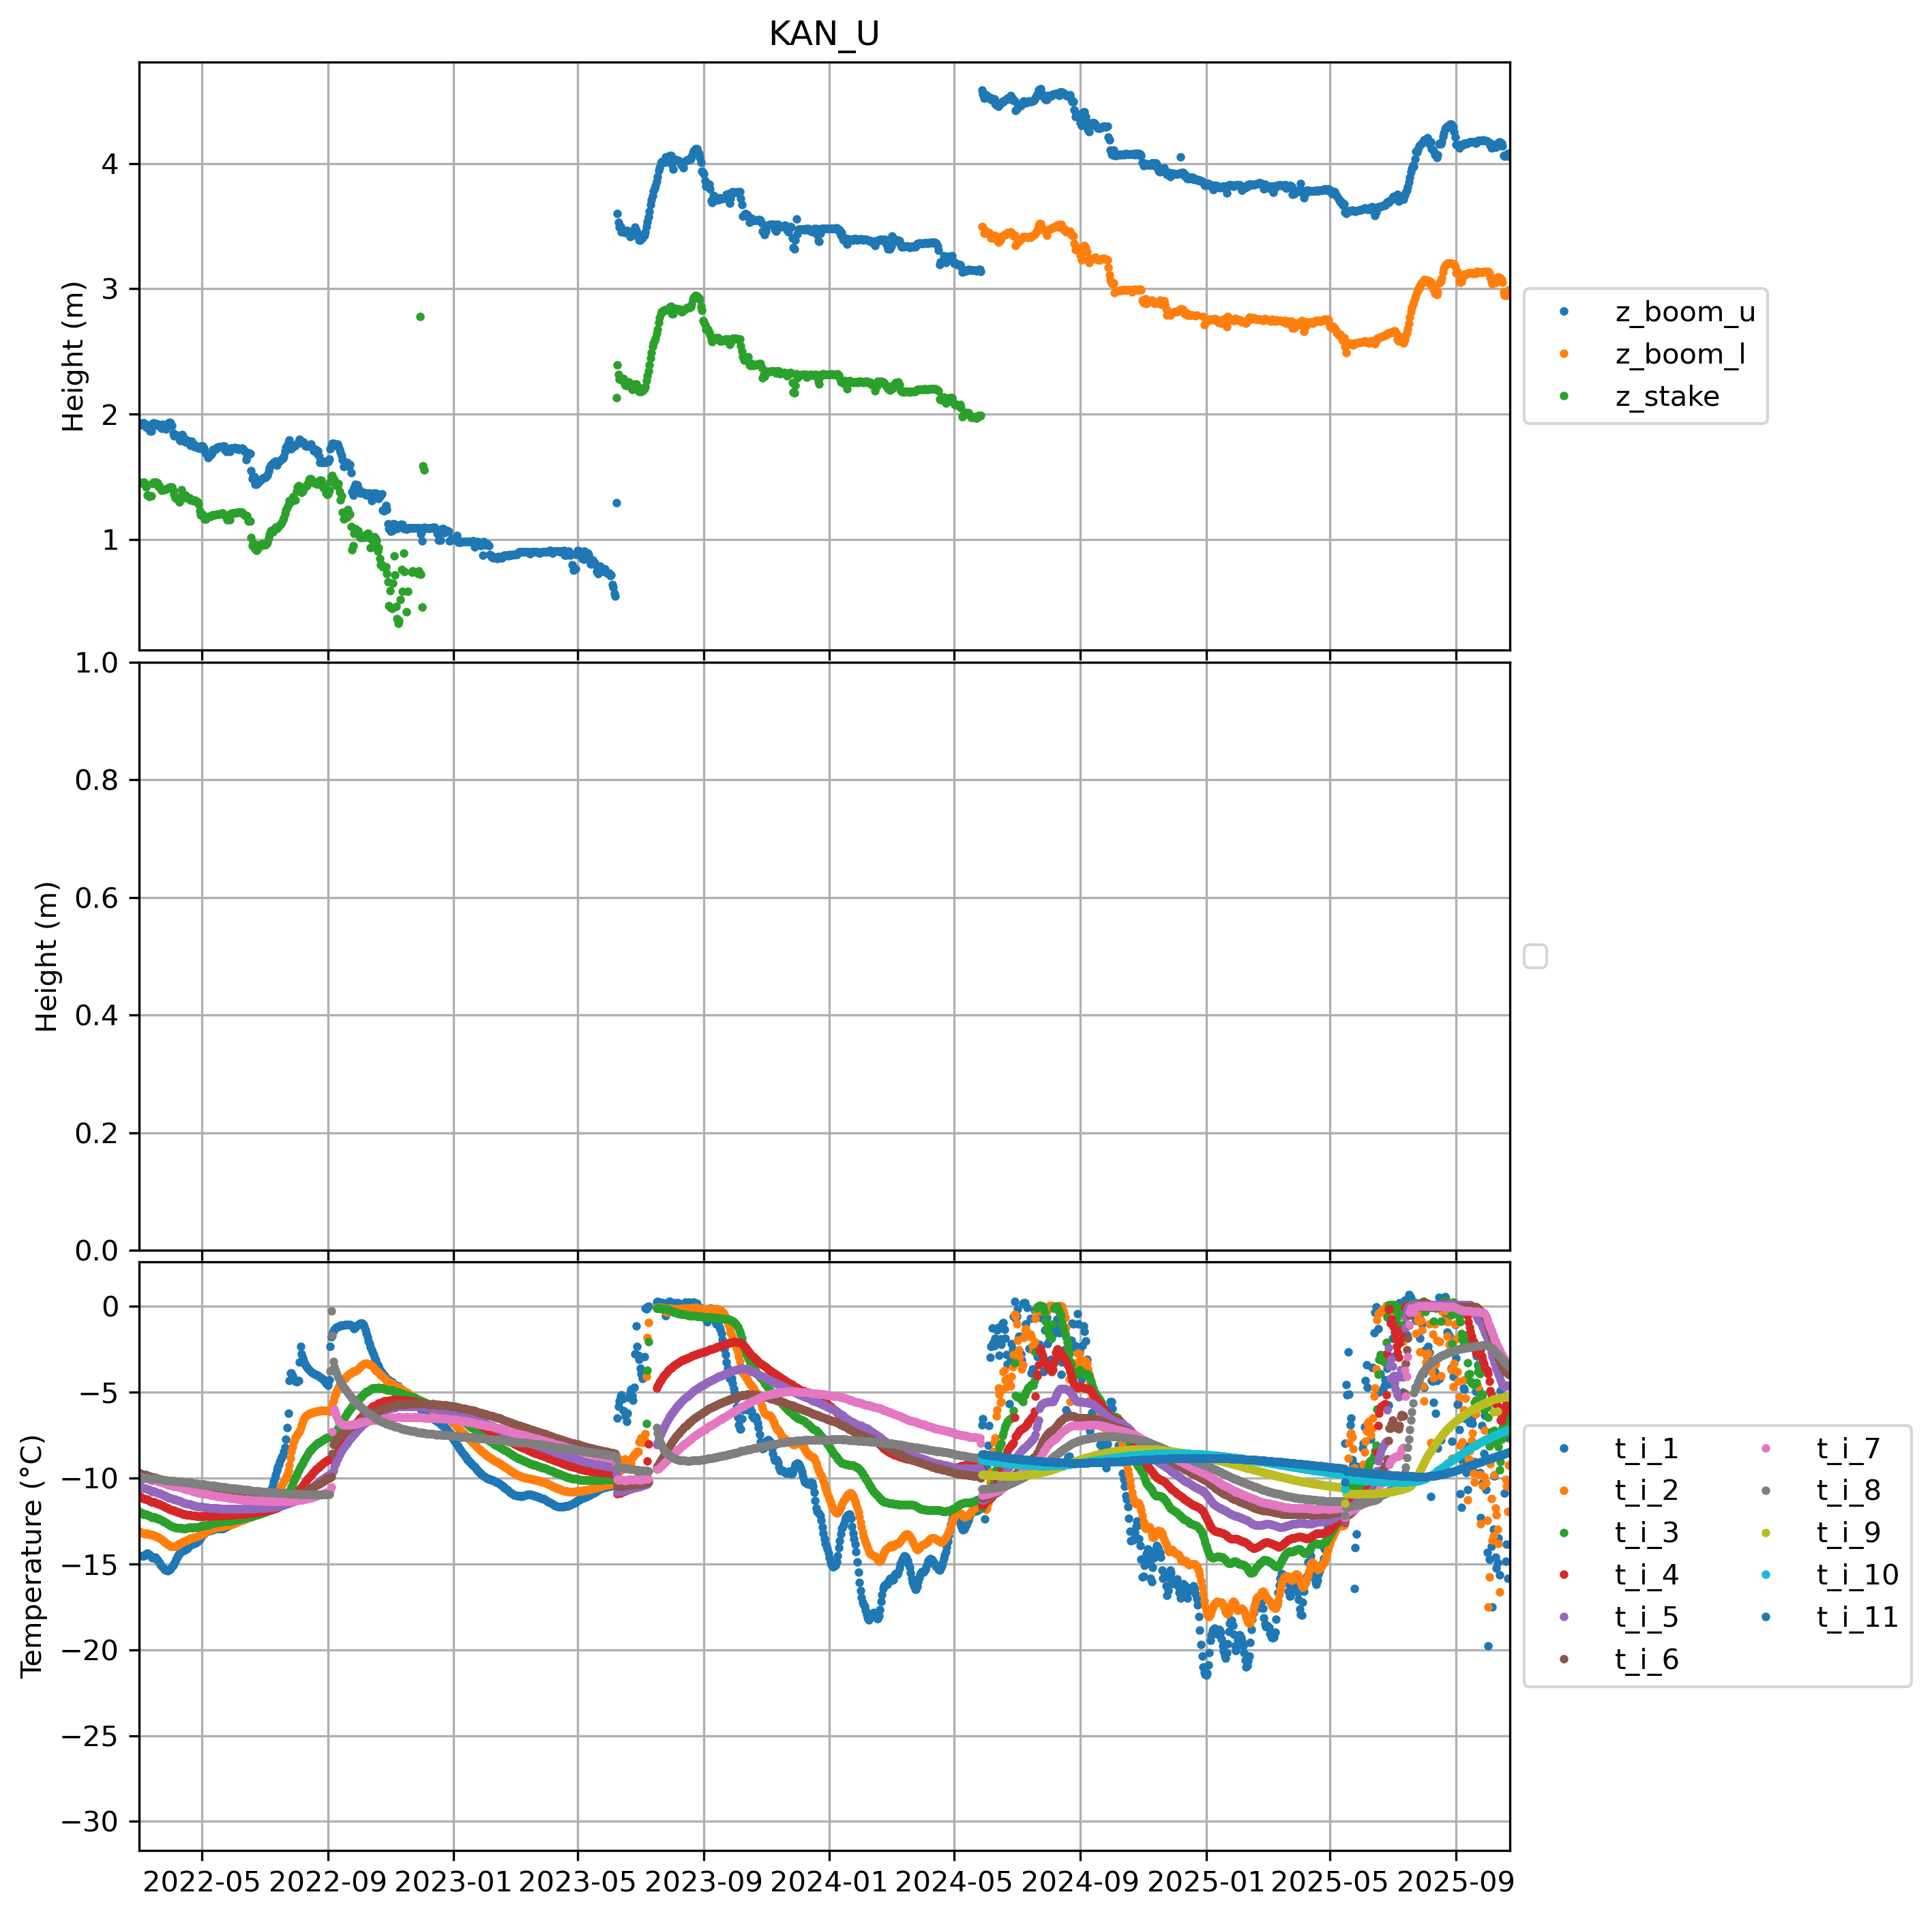 KAN_U
Height (m)
4
3
2
1
z_boom_u
z_boom_l
z_stake
Height (m)
1.0
0.8
0.6
0.4
0.2
0.0
Temperature (°C)
0
−5
−10
−15
−20
−25
−30
t_i_1
t_i_2
t_i_3
t_i_4
t_i_5
t_i_6
t_i_7
t_i_8
t_i_9
t_i_10
t_i_11
2022-05 2022-09 2023-01 2023-05 2023-09 2024-01 2024-05 2024-09 2025-01 2025-05 2025-09